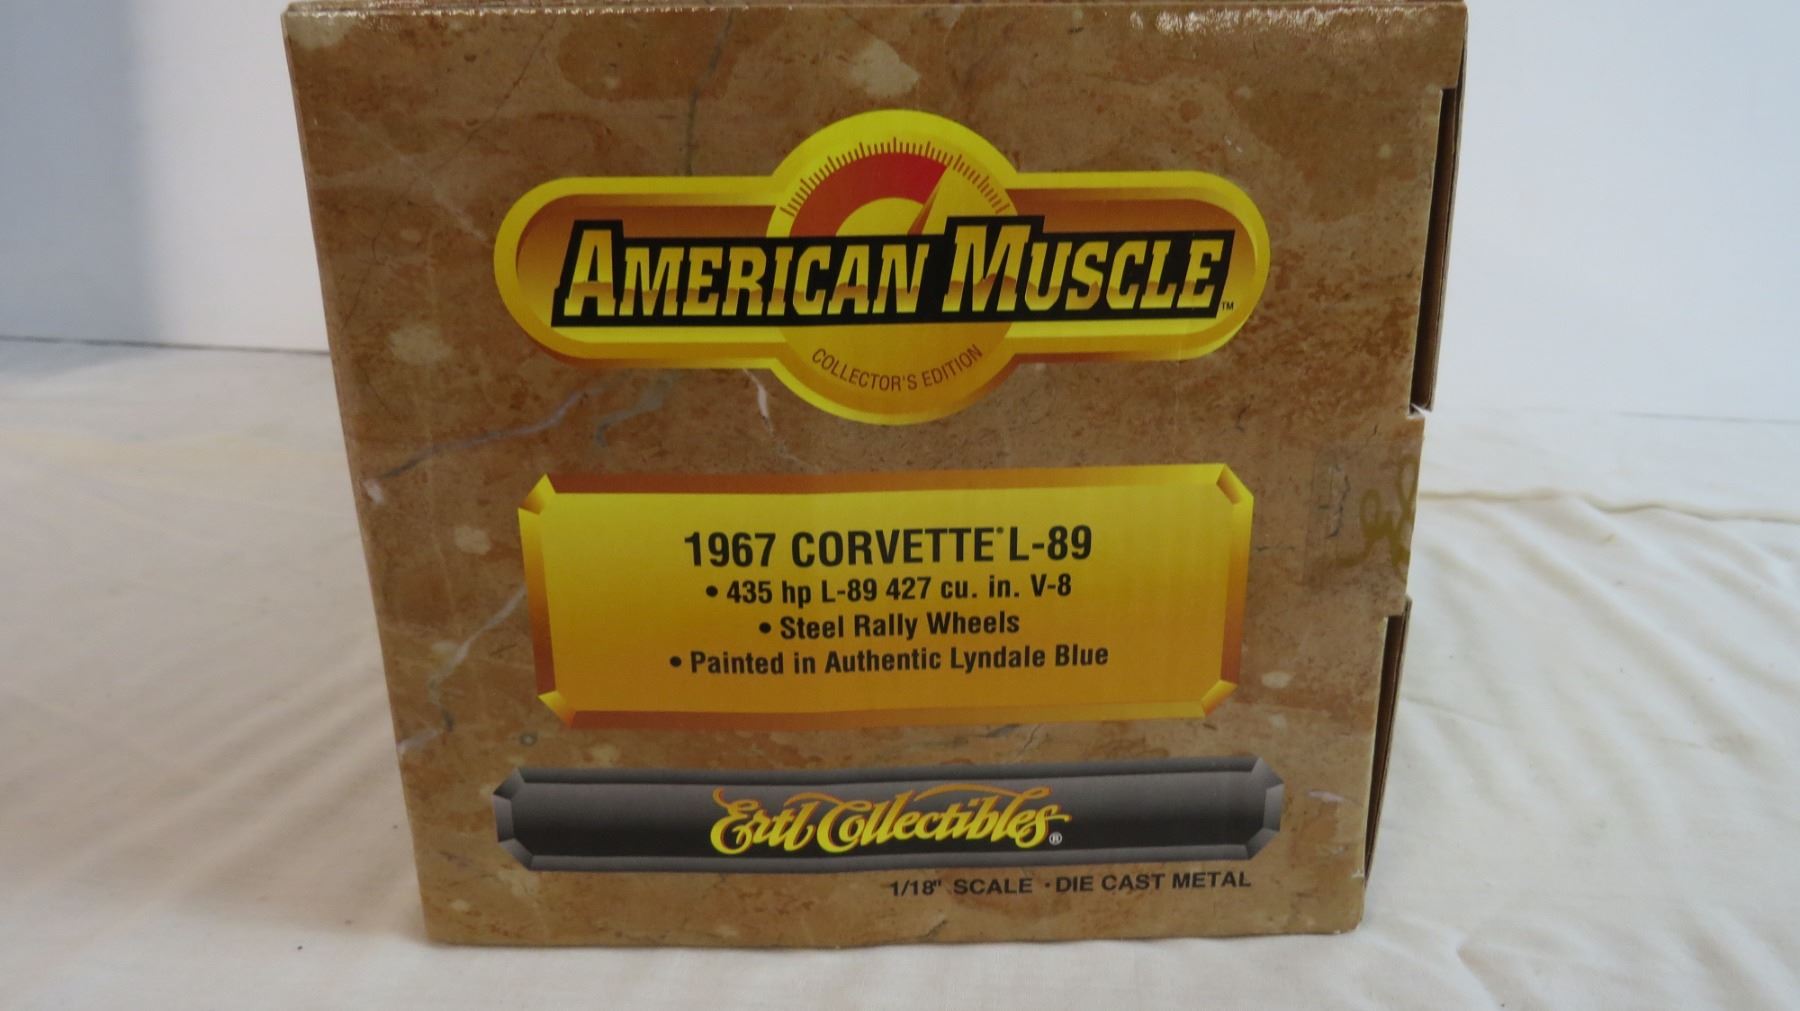 AMERICAN MUSCLE™
COLLECTOR'S EDITION
1967 CORVETTE® L-89
• 435 hp L-89 427 cu. in. V-8
• Steel Rally Wheels
• Painted in Authentic Lyndale Blue
Ertl Collectibles®
1/18" SCALE · DIE CAST METAL